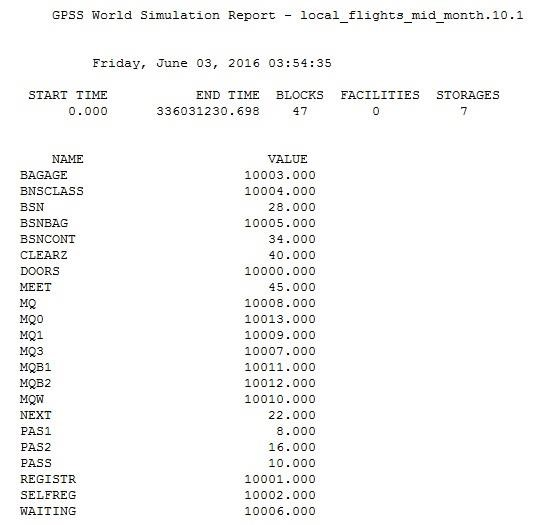 GPSS World Simulation Report - local_flights_mid_month.10.1
Friday, June 03, 2016 03:54:35
START TIME END TIME BLOCKS FACILITIES STORAGES
0.000 336031230.698 47 0 7
NAME VALUE
BAGAGE 10003.000
BNSCLASS 10004.000
BSN 28.000
BSNBAG 10005.000
BSNCONT 34.000
CLEARZ 40.000
DOORS 10000.000
MEET 45.000
MQ 10008.000
MQ0 10013.000
MQ1 10009.000
MQ3 10007.000
MQB1 10011.000
MQB2 10012.000
MQW 10010.000
NEXT 22.000
PAS1 8.000
PAS2 16.000
PASS 10.000
REGISTR 10001.000
SELFREG 10002.000
WAITING 10006.000